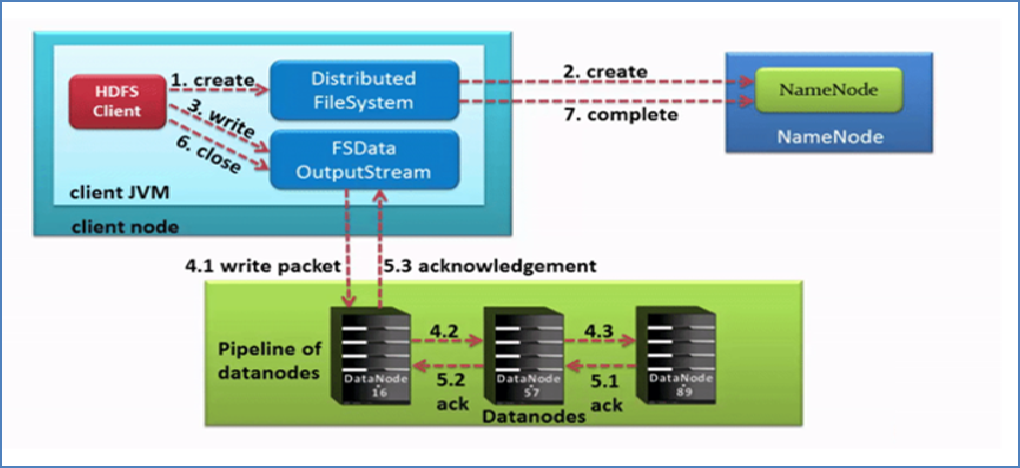 HDFS
Client
1. create
3. write
6. close
Distributed
FileSystem
FSData
OutputStream
client JVM
client node
2. create
7. complete
NameNode
NameNode
4.1 write packet
5.3 acknowledgement
Pipeline of
datanodes
DataNode
-
16
4.2
5.2
ack
DataNode
-
57
4.3
5.1
ack
DataNode
-
89
Datanodes